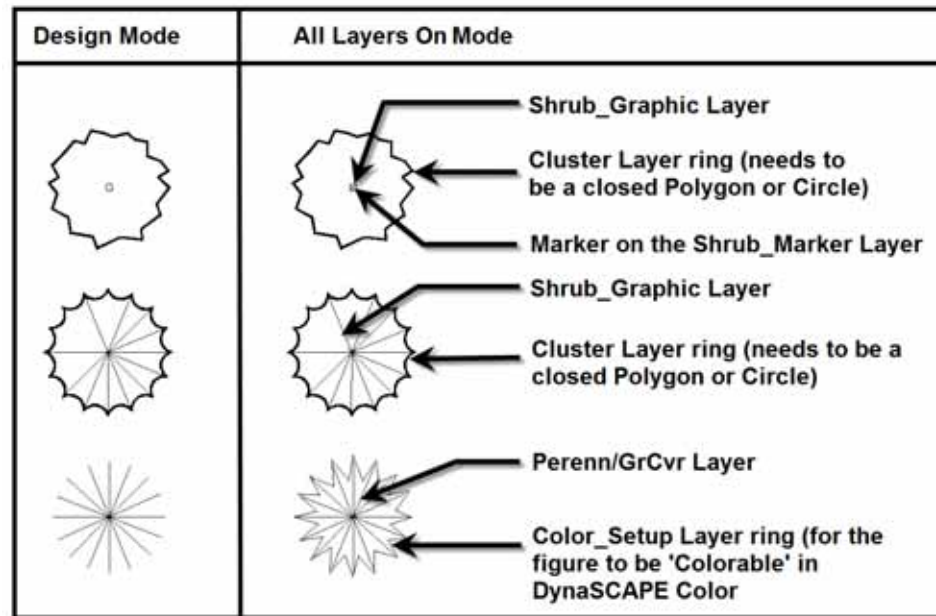 Design Mode
All Layers On Mode
Shrub_Graphic Layer
Cluster Layer ring (needs to
be a closed Polygon or Circle)
Marker on the Shrub_Marker Layer
Shrub_Graphic Layer
Cluster Layer ring (needs to be a
closed Polygon or Circle)
Perenn/GrCvr Layer
Color_Setup Layer ring (for the
figure to be 'Colorable' in
DynaSCAPE Color